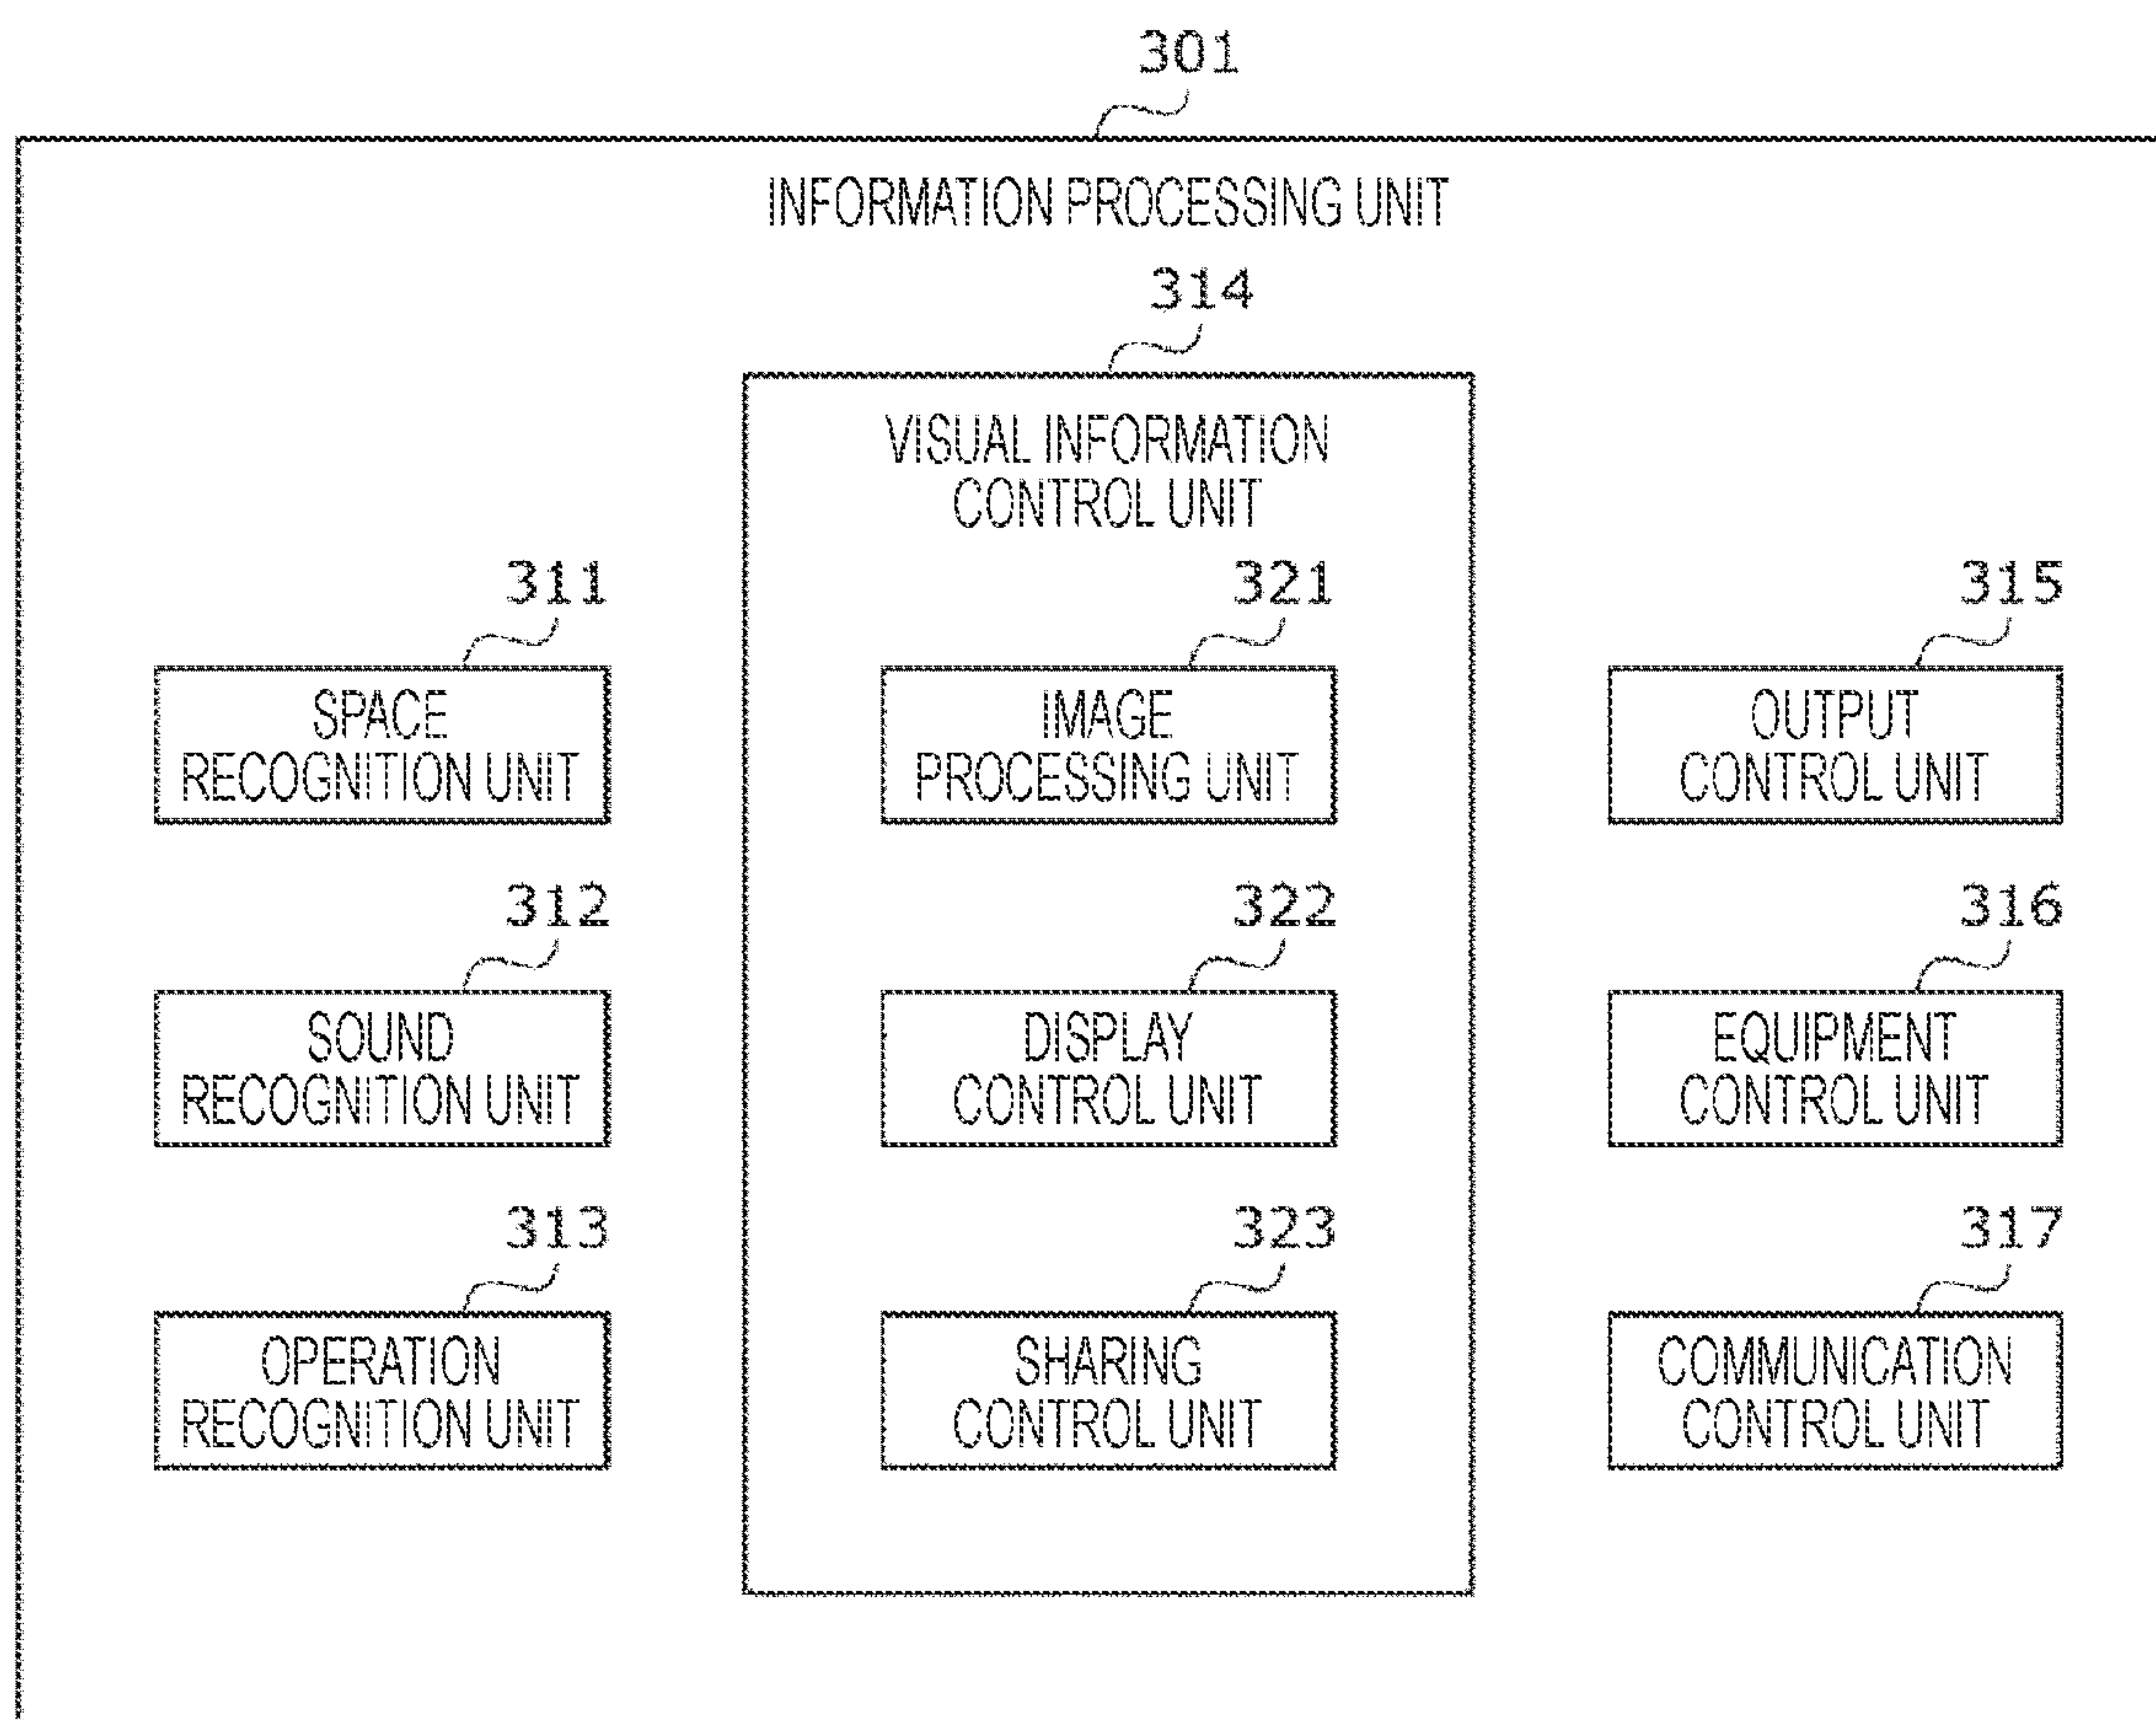 301
INFORMATION PROCESSING UNIT
314
VISUAL INFORMATION
CONTROL UNIT
311
SPACE
RECOGNITION UNIT
312
SOUND
RECOGNITION UNIT
313
OPERATION
RECOGNITION UNIT
321
IMAGE
PROCESSING UNIT
322
DISPLAY
CONTROL UNIT
323
SHARING
CONTROL UNIT
315
OUTPUT
CONTROL UNIT
316
EQUIPMENT
CONTROL UNIT
317
COMMUNICATION
CONTROL UNIT